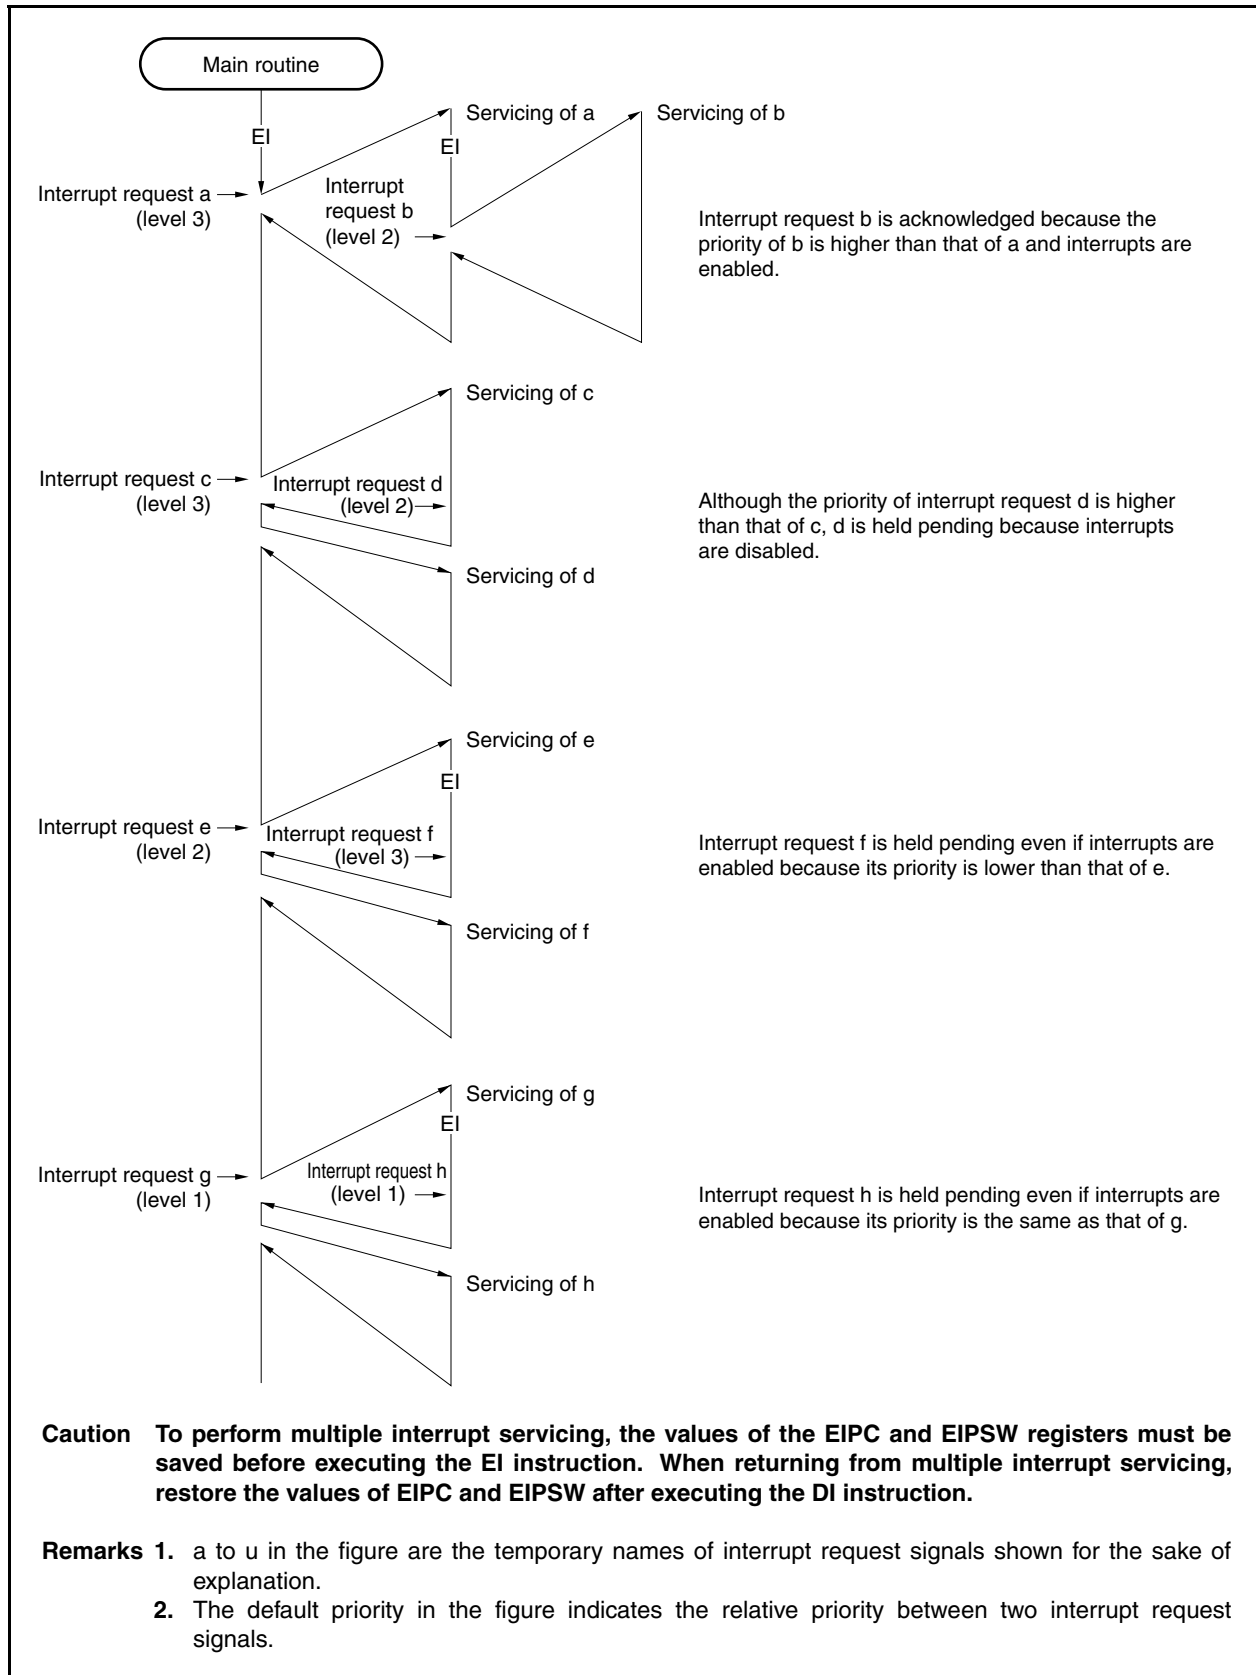 Main routine
EI
Servicing of a
EI
Servicing of b
Interrupt request a
(level 3)
Interrupt
request b
(level 2)
Interrupt request b is acknowledged because the
priority of b is higher than that of a and interrupts are
enabled.
Servicing of c
Interrupt request c
(level 3)
Interrupt request d
(level 2)
Although the priority of interrupt request d is higher
than that of c, d is held pending because interrupts
are disabled.
Servicing of d
Servicing of e
EI
Interrupt request e
(level 2)
Interrupt request f
(level 3)
Interrupt request f is held pending even if interrupts are
enabled because its priority is lower than that of e.
Servicing of f
Servicing of g
EI
Interrupt request g
(level 1)
Interrupt request h
(level 1)
Interrupt request h is held pending even if interrupts are
enabled because its priority is the same as that of g.
Servicing of h
Caution To perform multiple interrupt servicing, the values of the EIPC and EIPSW registers must be
saved before executing the EI instruction. When returning from multiple interrupt servicing,
restore the values of EIPC and EIPSW after executing the DI instruction.
Remarks 1. a to u in the figure are the temporary names of interrupt request signals shown for the sake of
explanation.
2. The default priority in the figure indicates the relative priority between two interrupt request
signals.